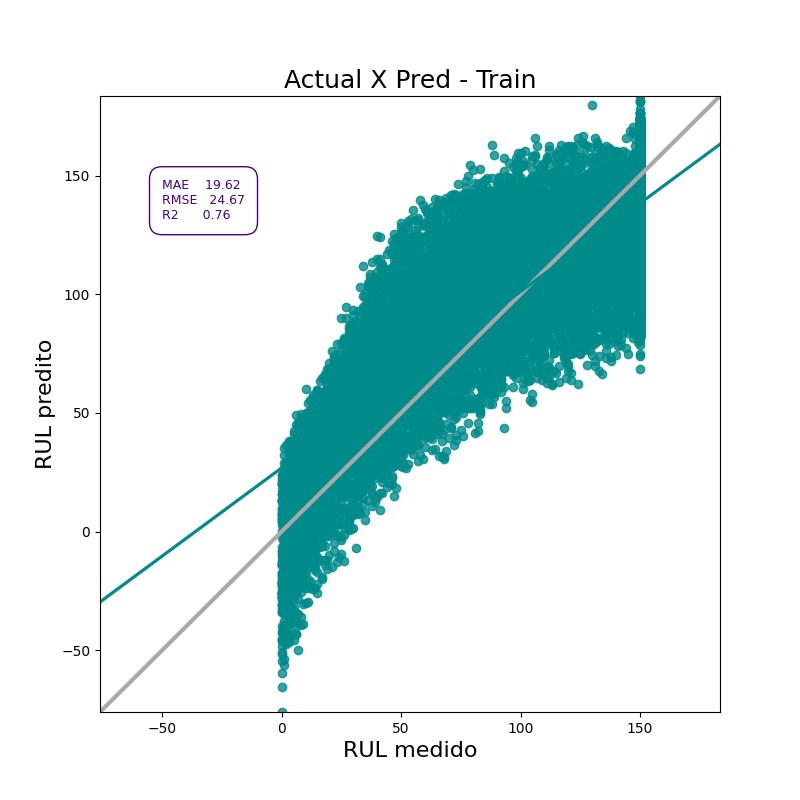 Actual X Pred - Train
MAE 19.62
RMSE 24.67
R2 0.76
150
100
50
0
−50
RUL predito
−50 0 50 100 150
RUL medido